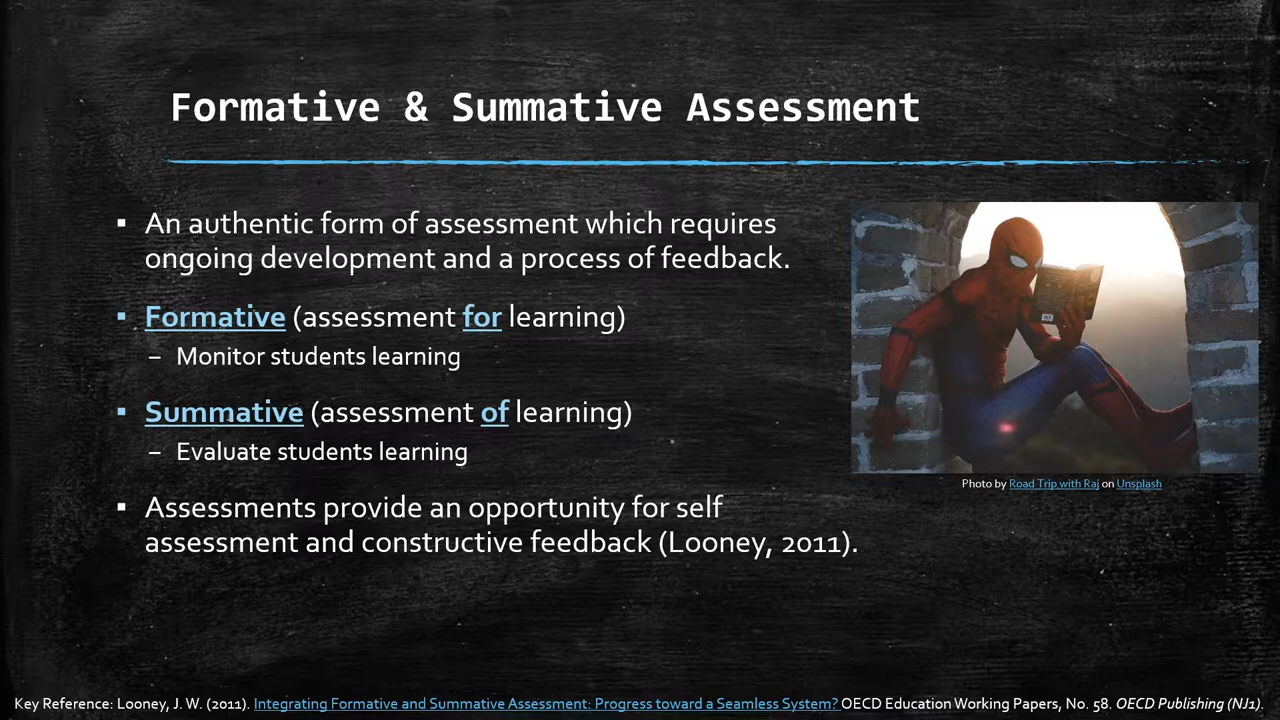 Formative & Summative Assessment
▪ An authentic form of assessment which requires
ongoing development and a process of feedback.
▪ Formative (assessment for learning)
– Monitor students learning
▪ Summative (assessment of learning)
– Evaluate students learning
▪ Assessments provide an opportunity for self
assessment and constructive feedback (Looney, 2011).
Photo by Road Trip with Raj on Unsplash
Key Reference: Looney, J. W. (2011). Integrating Formative and Summative Assessment: Progress toward a Seamless System? OECD Education Working Papers, No. 58. OECD Publishing (NJ1).